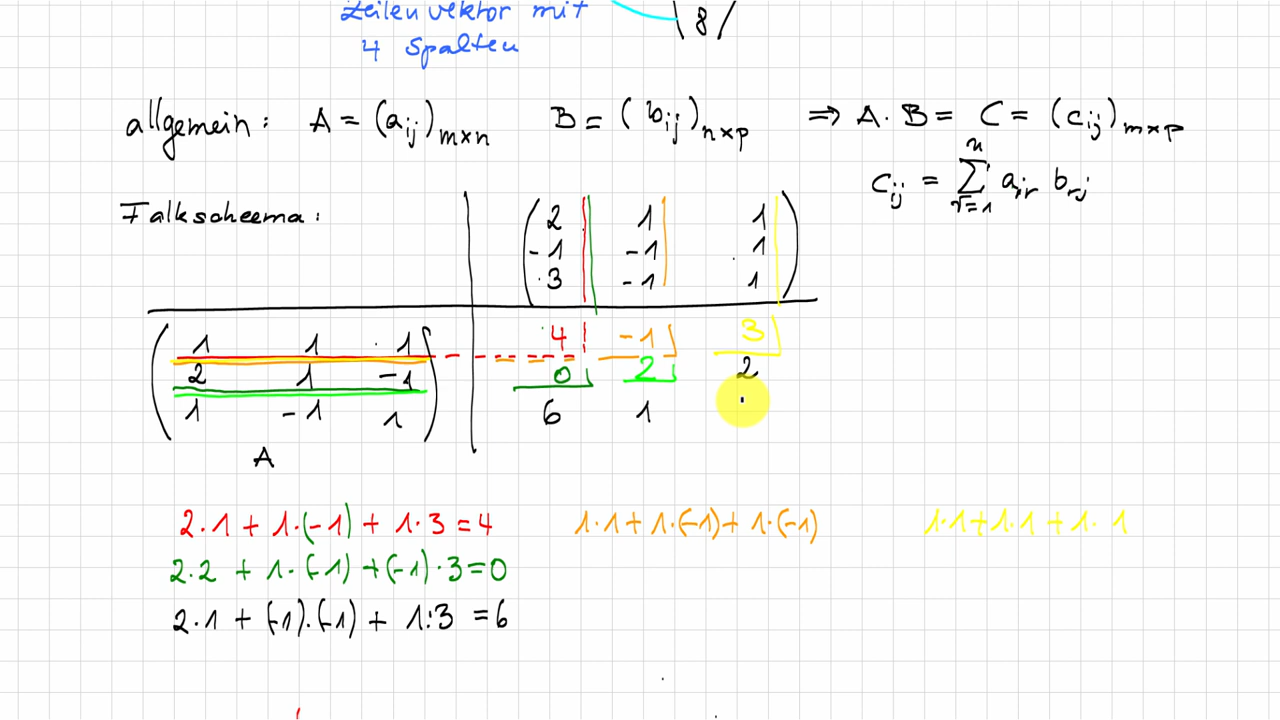 Zeilenvektor mit
4 Spalten
8
allgemein: A = (aij)m×n B = (bij)n×p ⇒ A · B = C = (cij)m×p
cij = n∑r=1 air brj
Falkscheema:
2 1 1
-1 -1 1
3 -1 1
1 1 1 4 -1 3
2 1 -1 0 2 2
1 -1 1 6 1
A
2·1 + 1·(-1) + 1·3 = 4 1·1 + 1·(-1) + 1·(-1) 1·1 + 1·1 + 1·1
2·2 + 1·(-1) + (-1)·3 = 0
2·1 + (-1)·(-1) + 1:3 = 6